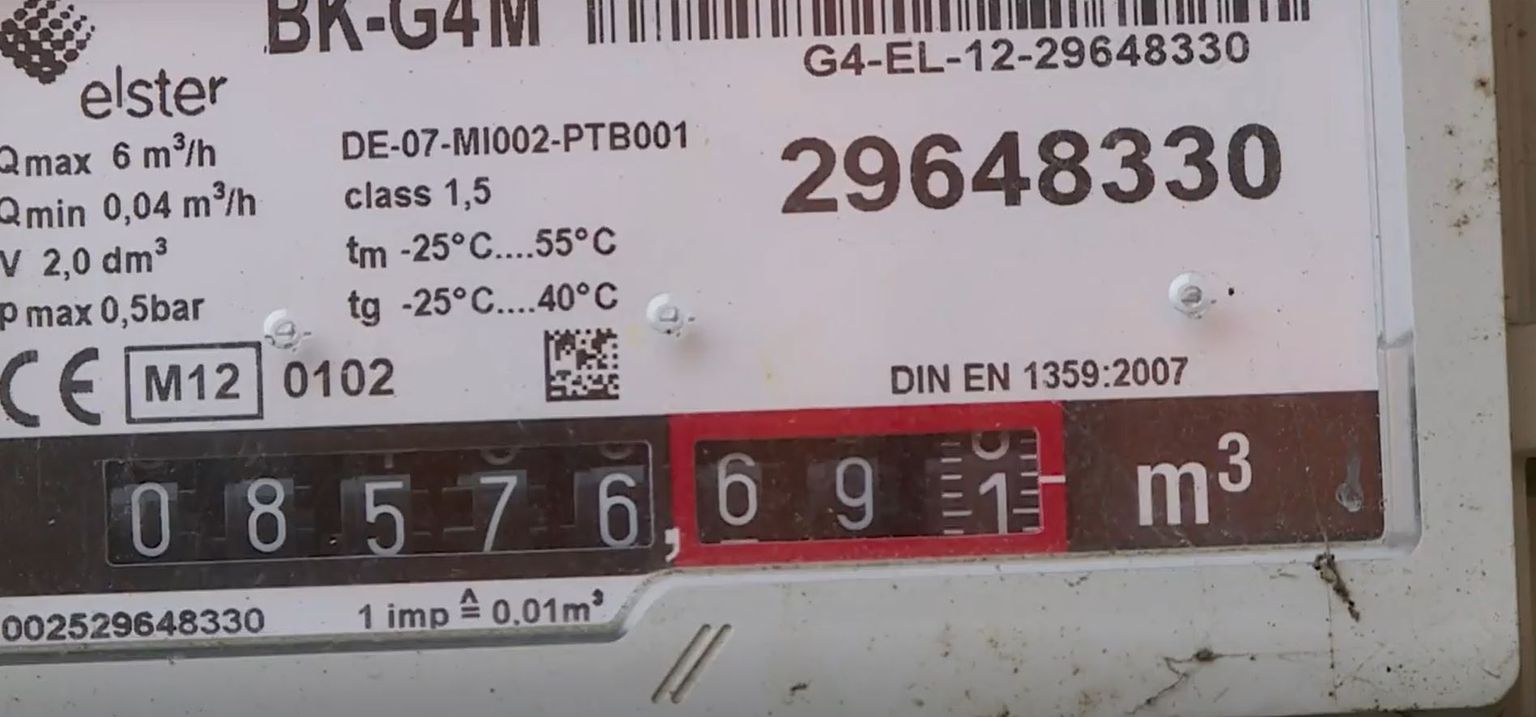 BK-G4M
G4-EL-12-29648330
elster
29648330
Qmax 6 m³/h
Qmin 0,04 m³/h
V 2,0 dm³
p max 0,5bar
DE-07-MI002-PTB001
class 1,5
tm -25°C....55°C
tg -25°C....40°C
CE M12 0102
DIN EN 1359:2007
08576,691 m³
002529648330
1 imp ≙ 0.01m³